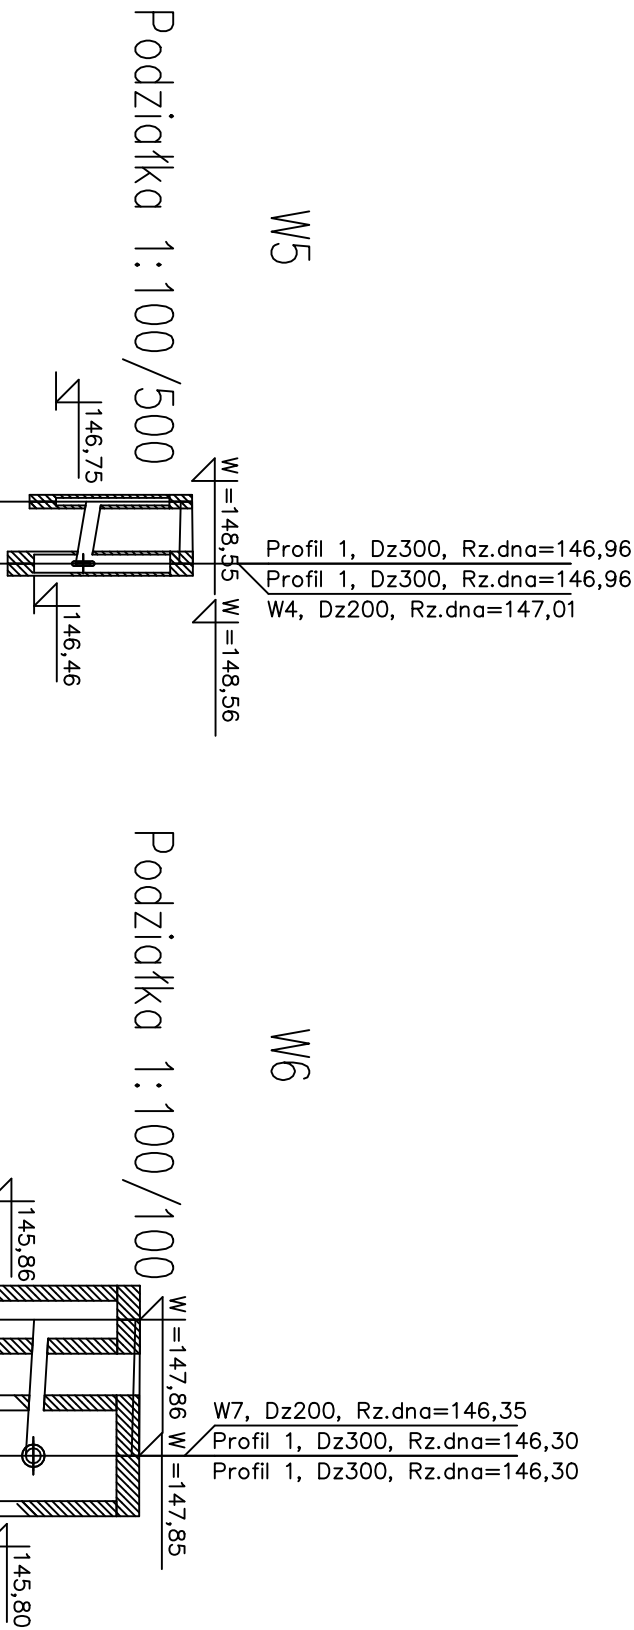 W5
Podziałka 1:100/500
146,75
W =148,55
Profil 1, Dz300, Rz.dna=146,96
Profil 1, Dz300, Rz.dna=146,96
W4, Dz200, Rz.dna=147,01
W =148,56
146,46
W6
Podziałka 1:100/100
145,86
W =147,86
W7, Dz200, Rz.dna=146,35
Profil 1, Dz300, Rz.dna=146,30
Profil 1, Dz300, Rz.dna=146,30
W =147,85
145,80